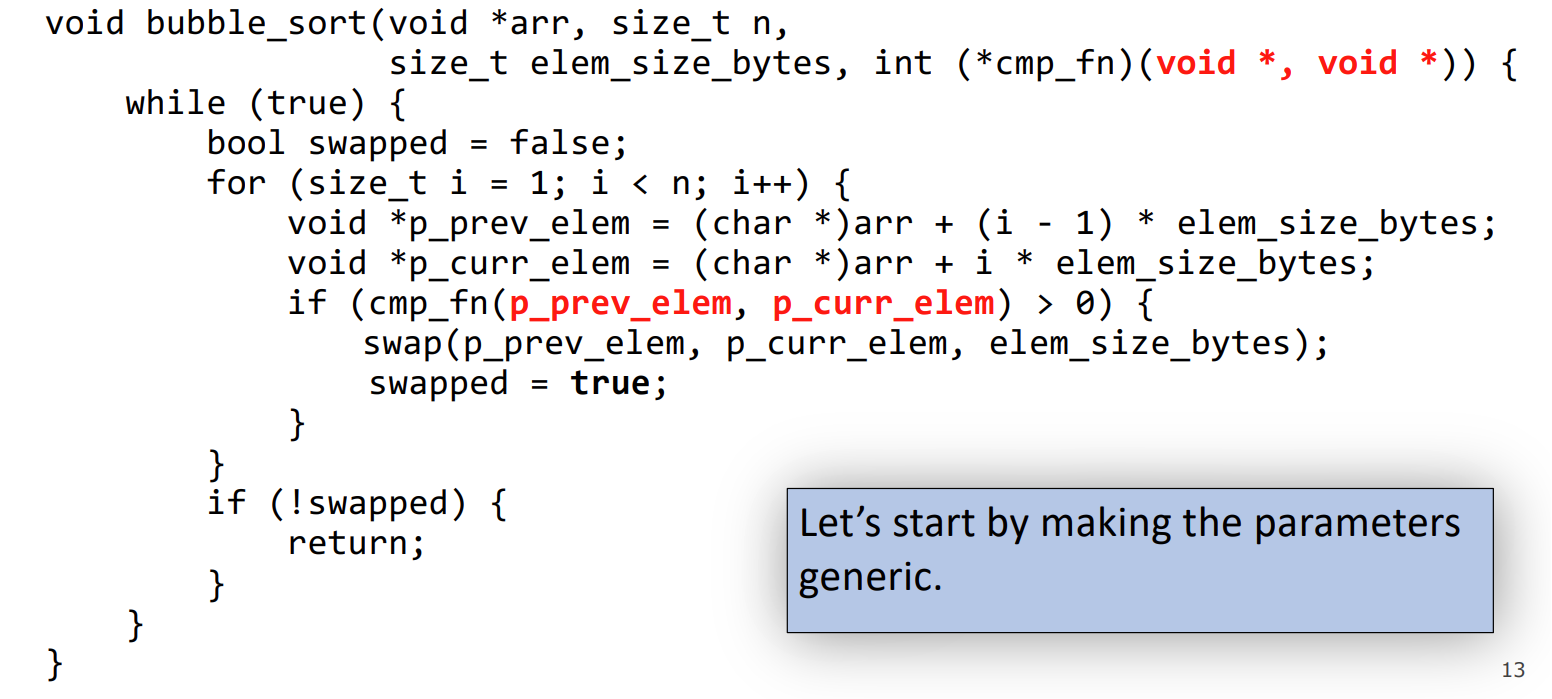 void bubble_sort(void *arr, size_t n,
                 size_t elem_size_bytes, int (*cmp_fn)(void *, void *)) {
    while (true) {
        bool swapped = false;
        for (size_t i = 1; i < n; i++) {
            void *p_prev_elem = (char *)arr + (i - 1) * elem_size_bytes;
            void *p_curr_elem = (char *)arr + i * elem_size_bytes;
            if (cmp_fn(p_prev_elem, p_curr_elem) > 0) {
                swap(p_prev_elem, p_curr_elem, elem_size_bytes);
                swapped = true;
            }
        }
        if (!swapped) {
            return;
        }
    }
}
Let’s start by making the parameters
generic.
13